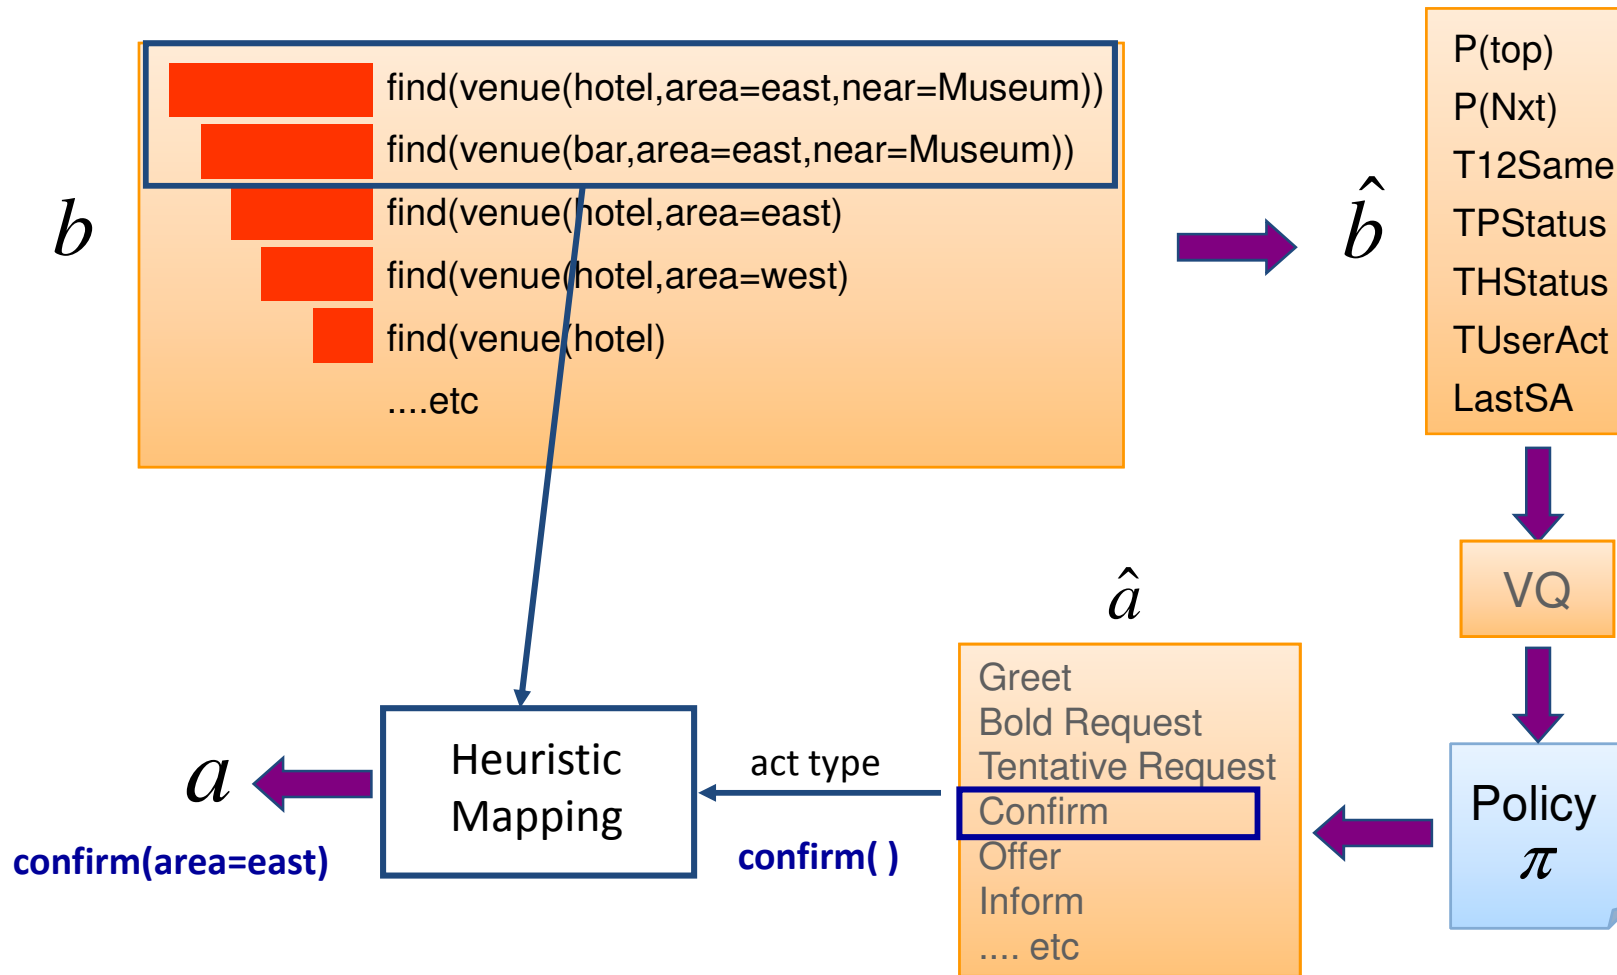 b
find(venue(hotel,area=east,near=Museum))
find(venue(bar,area=east,near=Museum))
find(venue(hotel,area=east)
find(venue(hotel,area=west)
find(venue(hotel)
....etc
b̂
P(top)
P(Nxt)
T12Same
TPStatus
THStatus
TUserAct
LastSA
VQ
Policy
π
â
Greet
Bold Request
Tentative Request
Confirm
Offer
Inform
.... etc
act type
confirm( )
Heuristic
Mapping
a
confirm(area=east)